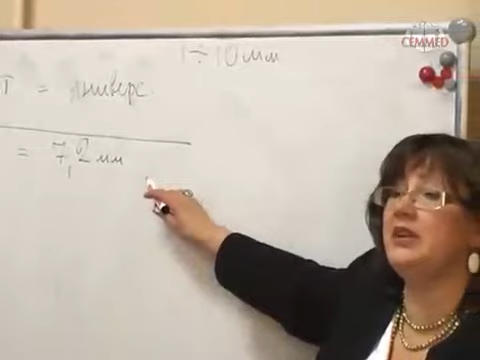 CEMMED
1 ÷ 10 мм
= универс.
= 7,2 мм